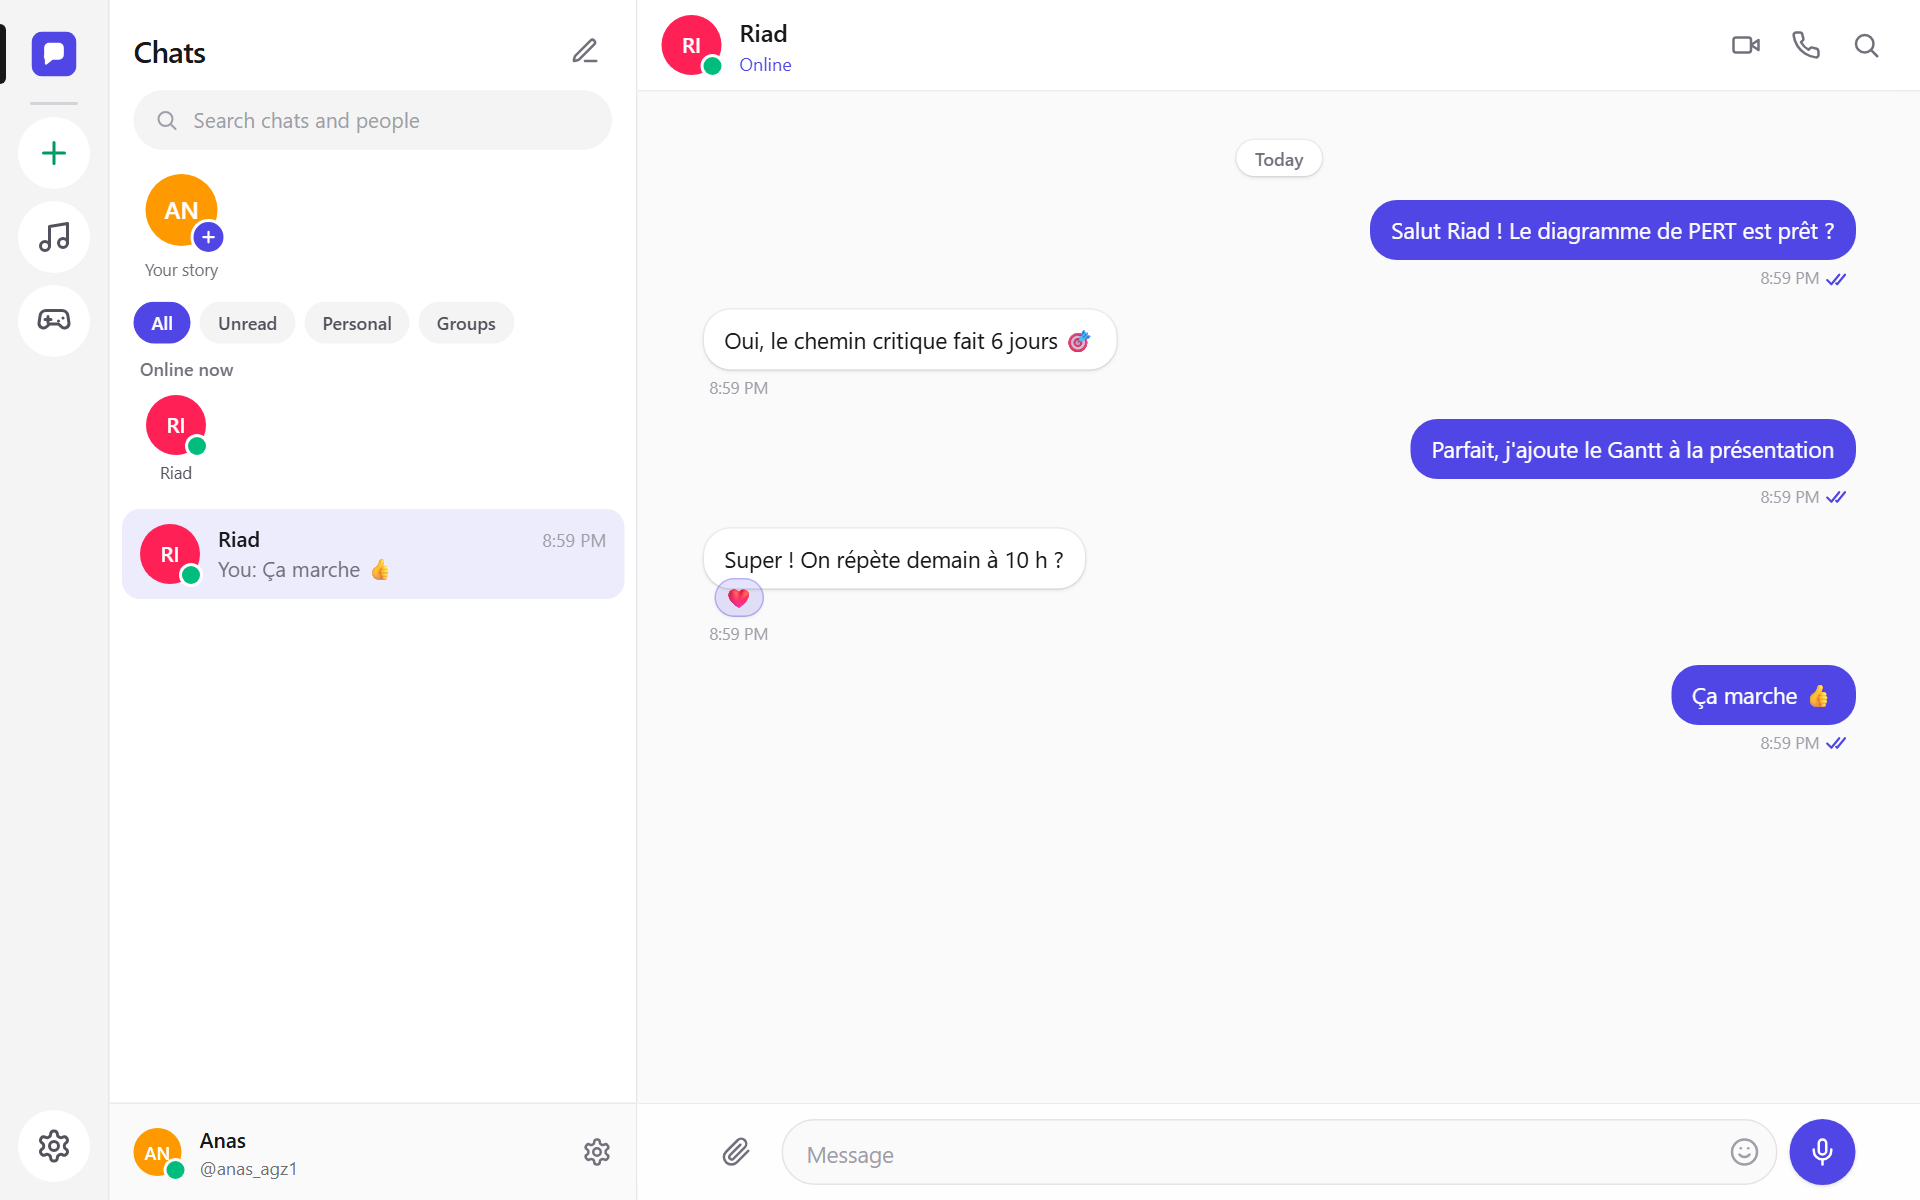 Chats
Search chats and people
AN
Your story
All
Unread
Personal
Groups
Online now
RI
Riad
RI
Riad
8:59 PM
You: Ça marche 👍
AN
Anas
@anas_agz1
RI
Riad
Online
Today
Salut Riad ! Le diagramme de PERT est prêt ?
8:59 PM
Oui, le chemin critique fait 6 jours 🎯
8:59 PM
Parfait, j'ajoute le Gantt à la présentation
8:59 PM
Super ! On répète demain à 10 h ?
❤️
8:59 PM
Ça marche 👍
8:59 PM
Message